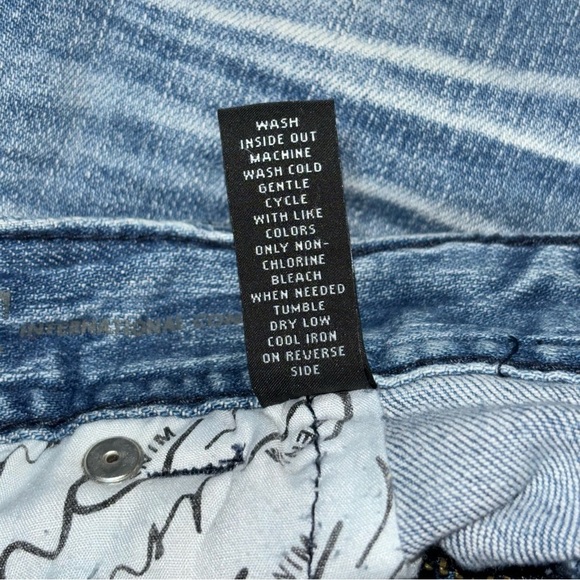 WASH
INSIDE OUT
MACHINE
WASH COLD
GENTLE
CYCLE
WITH LIKE
COLORS
ONLY NON-
CHLORINE
BLEACH
WHEN NEEDED
TUMBLE
DRY LOW
COOL IRON
ON REVERSE
SIDE
INTERNATIONAL